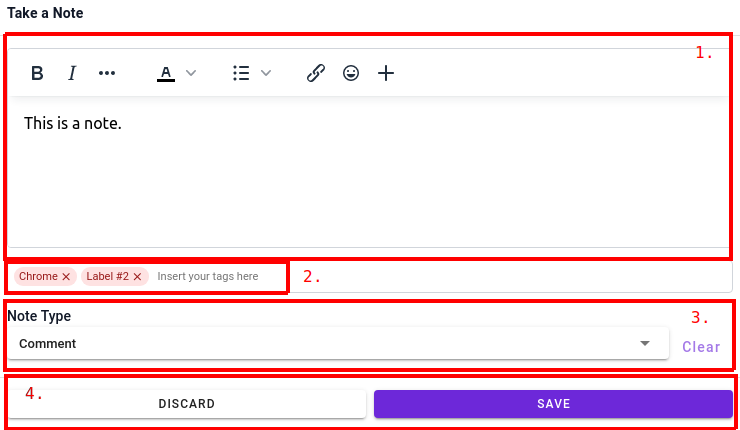 Take a Note
1.
B I ••• A
This is a note.
Chrome × Label #2 × Insert your tags here 2.
Note Type
3.
Comment
Clear
4.
DISCARD SAVE